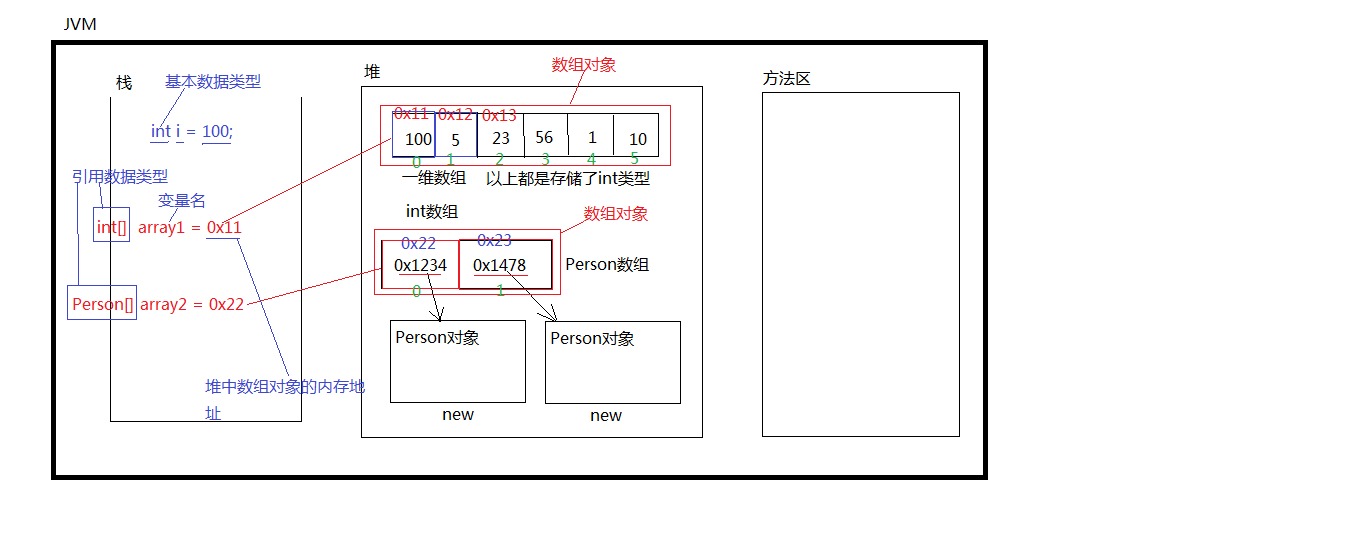 JVM
栈
基本数据类型
int i = 100;
引用数据类型
变量名
int[] array1 = 0x11
Person[] array2 = 0x22
堆中数组对象的内存地
址
堆
数组对象
0x11 0x12 0x13
100 5 23 56 1 10
0 1 2 3 4 5
一维数组 以上都是存储了int类型
int数组
数组对象
0x22 0x23
0x1234 0x1478 Person数组
0 1
Person对象 Person对象
new new
方法区